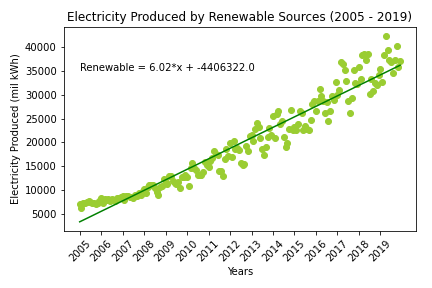 Electricity Produced by Renewable Sources (2005 - 2019)
Electricity Produced (mil kWh)
40000
35000
30000
25000
20000
15000
10000
5000
Renewable = 6.02*x + -4406322.0
2005 2006 2007 2008 2009 2010 2011 2012 2013 2014 2015 2016 2017 2018 2019
Years